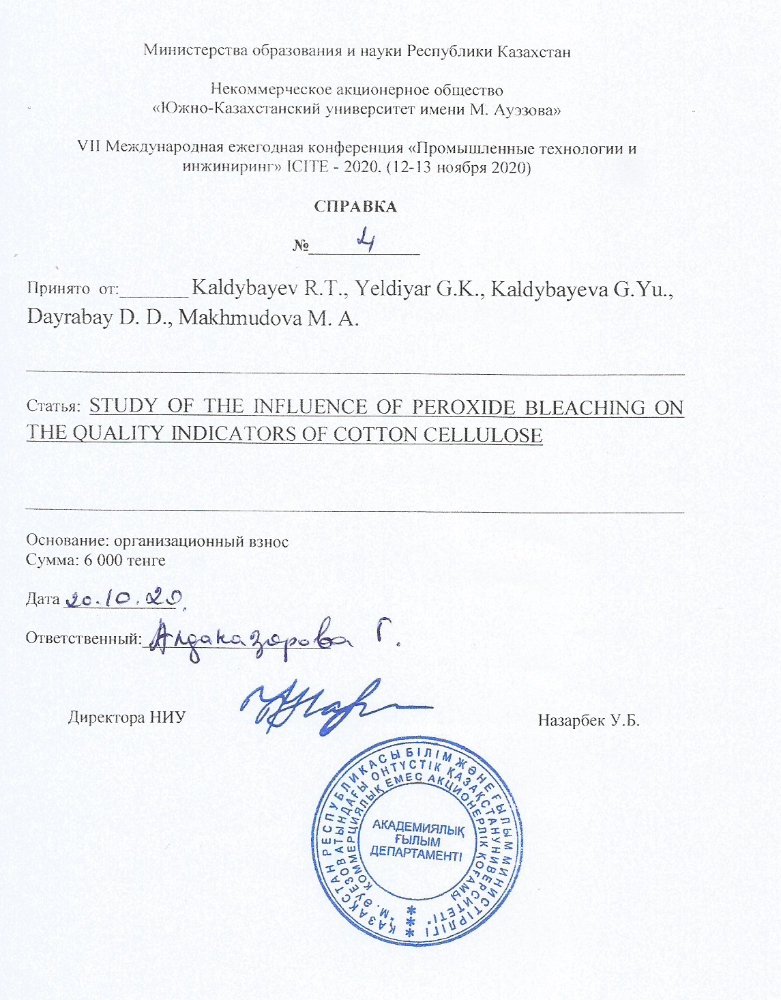 Министерства образования и науки Республики Казахстан
Некоммерческое акционерное общество
«Южно-Казахстанский университет имени М. Ауэзова»
VII Международная ежегодная конференция «Промышленные технологии и
инжиниринг» ICITE - 2020. (12-13 ноября 2020)
СПРАВКА
№ 4
Принято от: Kaldybayev R.T., Yeldiyar G.K., Kaldybayeva G.Yu.,
Dayrabay D. D., Makhmudova M. A.
Статья: STUDY OF THE INFLUENCE OF PEROXIDE BLEACHING ON
THE QUALITY INDICATORS OF COTTON CELLULOSE
Основание: организационный взнос
Сумма: 6 000 тенге
Дата 20.10.20.
Ответственный: Алдаказарова Г.
Директора НИУ
Назарбек У.Б.
ҚАЗАҚСТАН РЕСПУБЛИКАСЫ БІЛІМ ЖӘНЕ ҒЫЛЫМ МИНИСТІРЛІГІ
"М. ӘУЕЗОВ АТЫНДАҒЫ ОҢТҮСТІК ҚАЗАҚСТАН УНИВЕРСИТЕТІ"
КОММЕРЦИЯЛЫҚ ЕМЕС АКЦИОНЕРЛІК ҚОҒАМЫ
АКАДЕМИЯЛЫҚ
ҒЫЛЫМ
ДЕПАРТАМЕНТІ